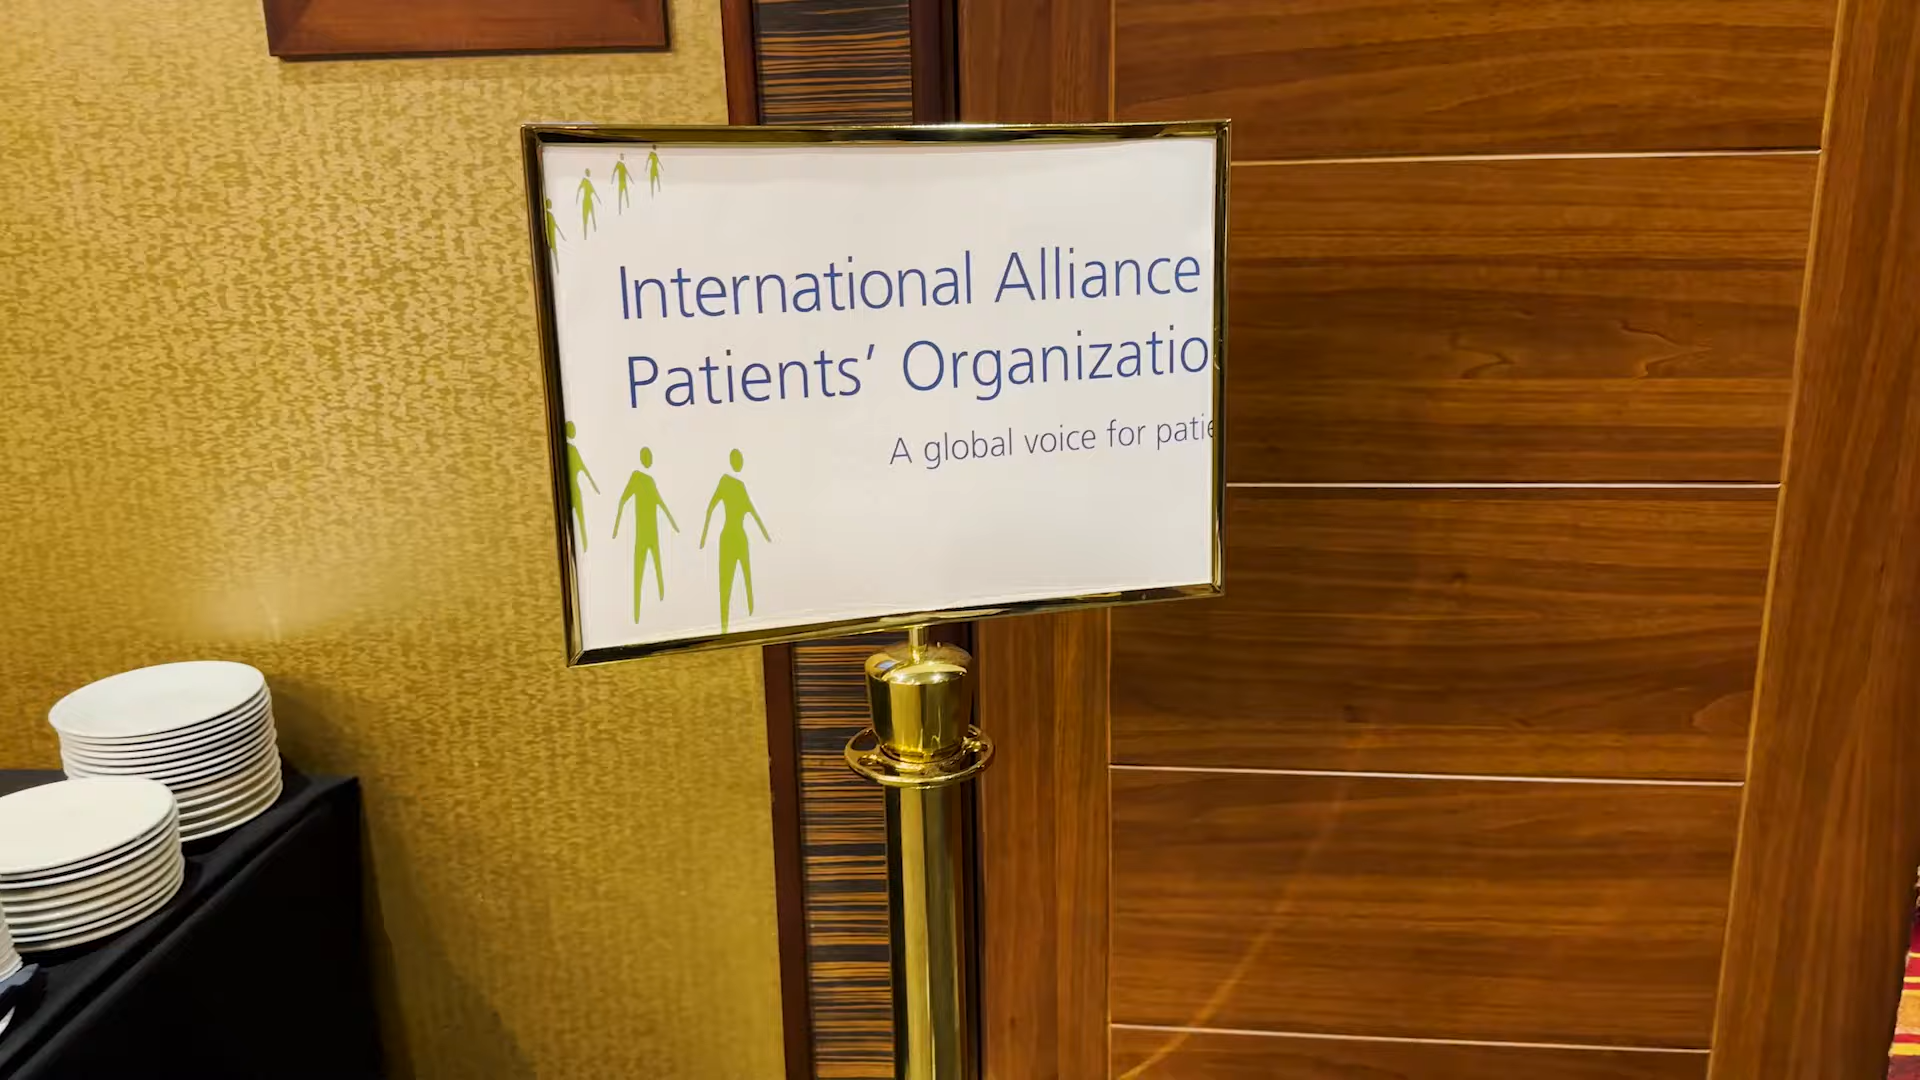 International Alliance
Patients' Organizatio
A global voice for patie